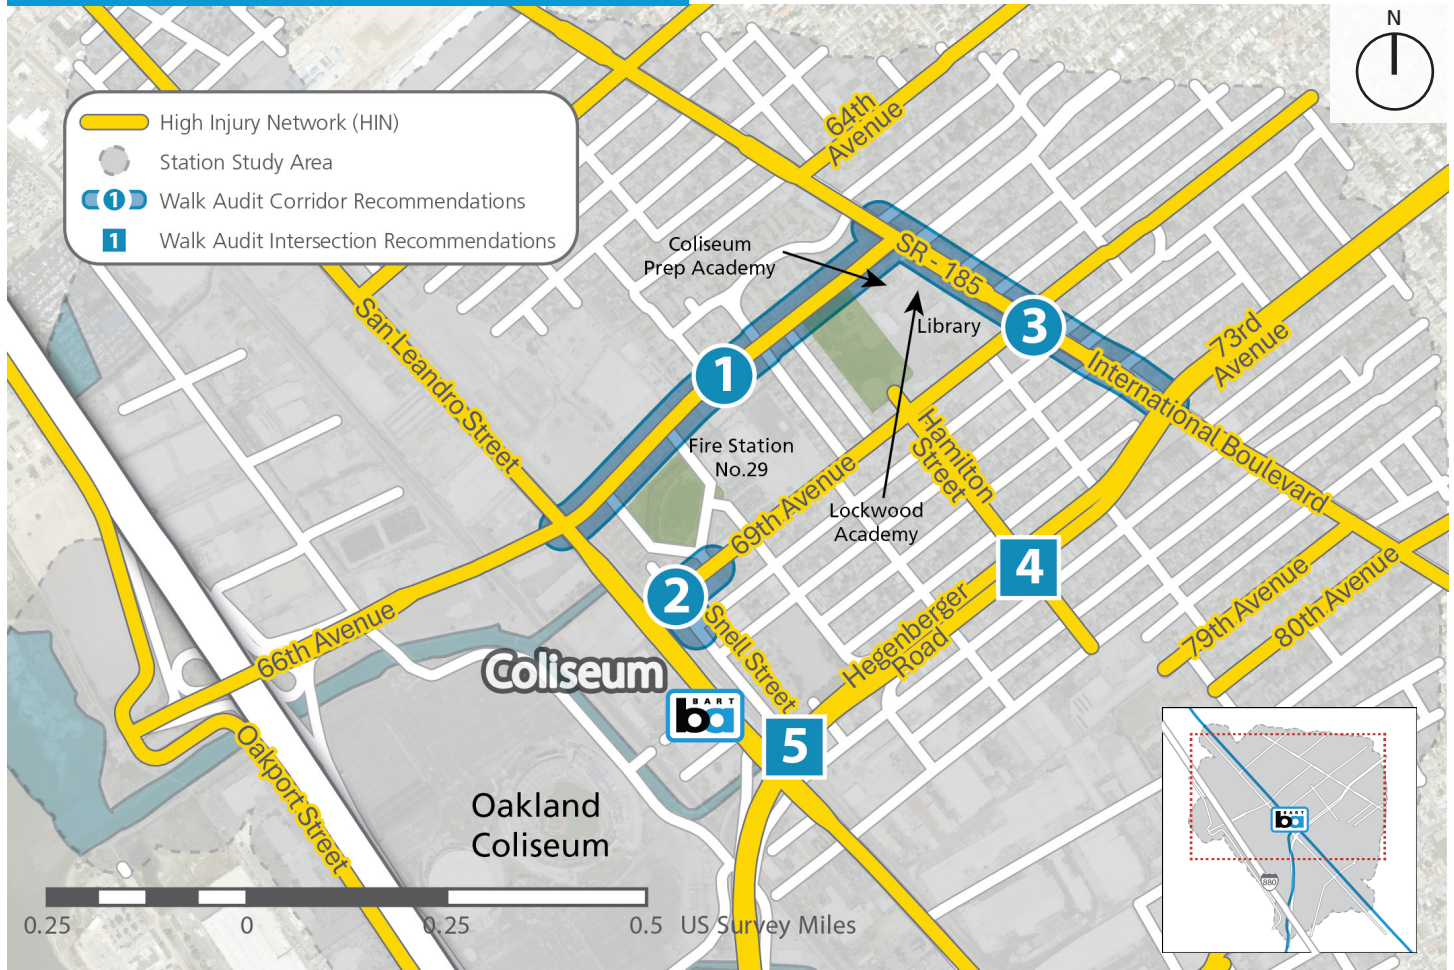 N
High Injury Network (HIN)
Station Study Area
1 Walk Audit Corridor Recommendations
1 Walk Audit Intersection Recommendations
64th
Avenue
Coliseum
Prep Academy
SR - 185
Library
3
73rd
Avenue
San Leandro Street
1
International Boulevard
Fire Station
No.29
Hamilton
Street
69th Avenue
Lockwood
Academy
4
2
79th Avenue
80th Avenue
66th Avenue
Snell Street
Hegenberger
Road
Coliseum
BART
ba
5
Oakport Street
Oakland
Coliseum
BART
ba
880
0.25 0 0.25 0.5 US Survey Miles